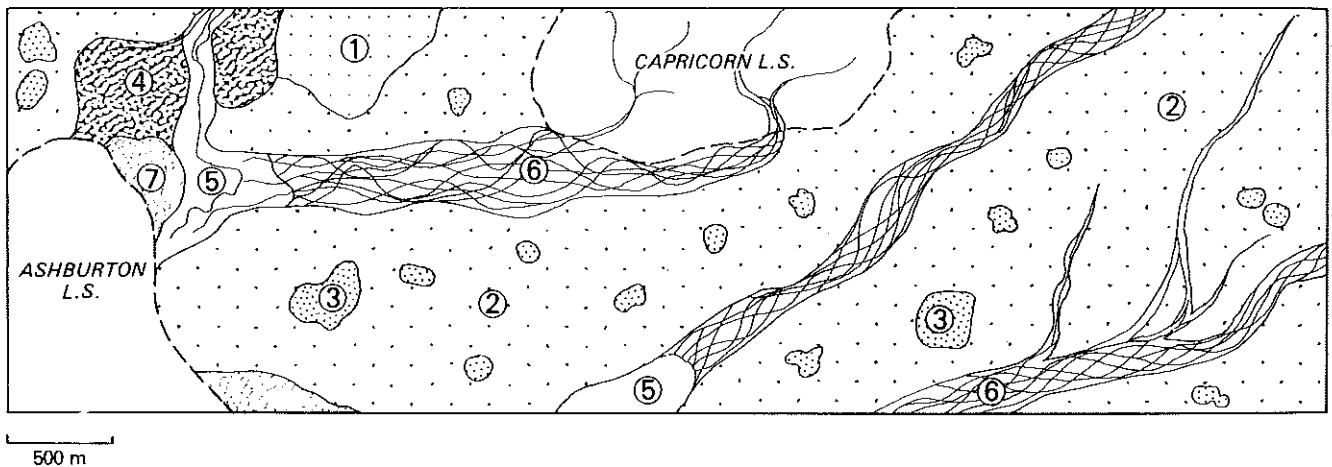 ①
CAPRICORN L.S.
④
②
⑦
⑤
⑥
ASHBURTON
L.S.
③
②
③
⑤
⑥
500 m